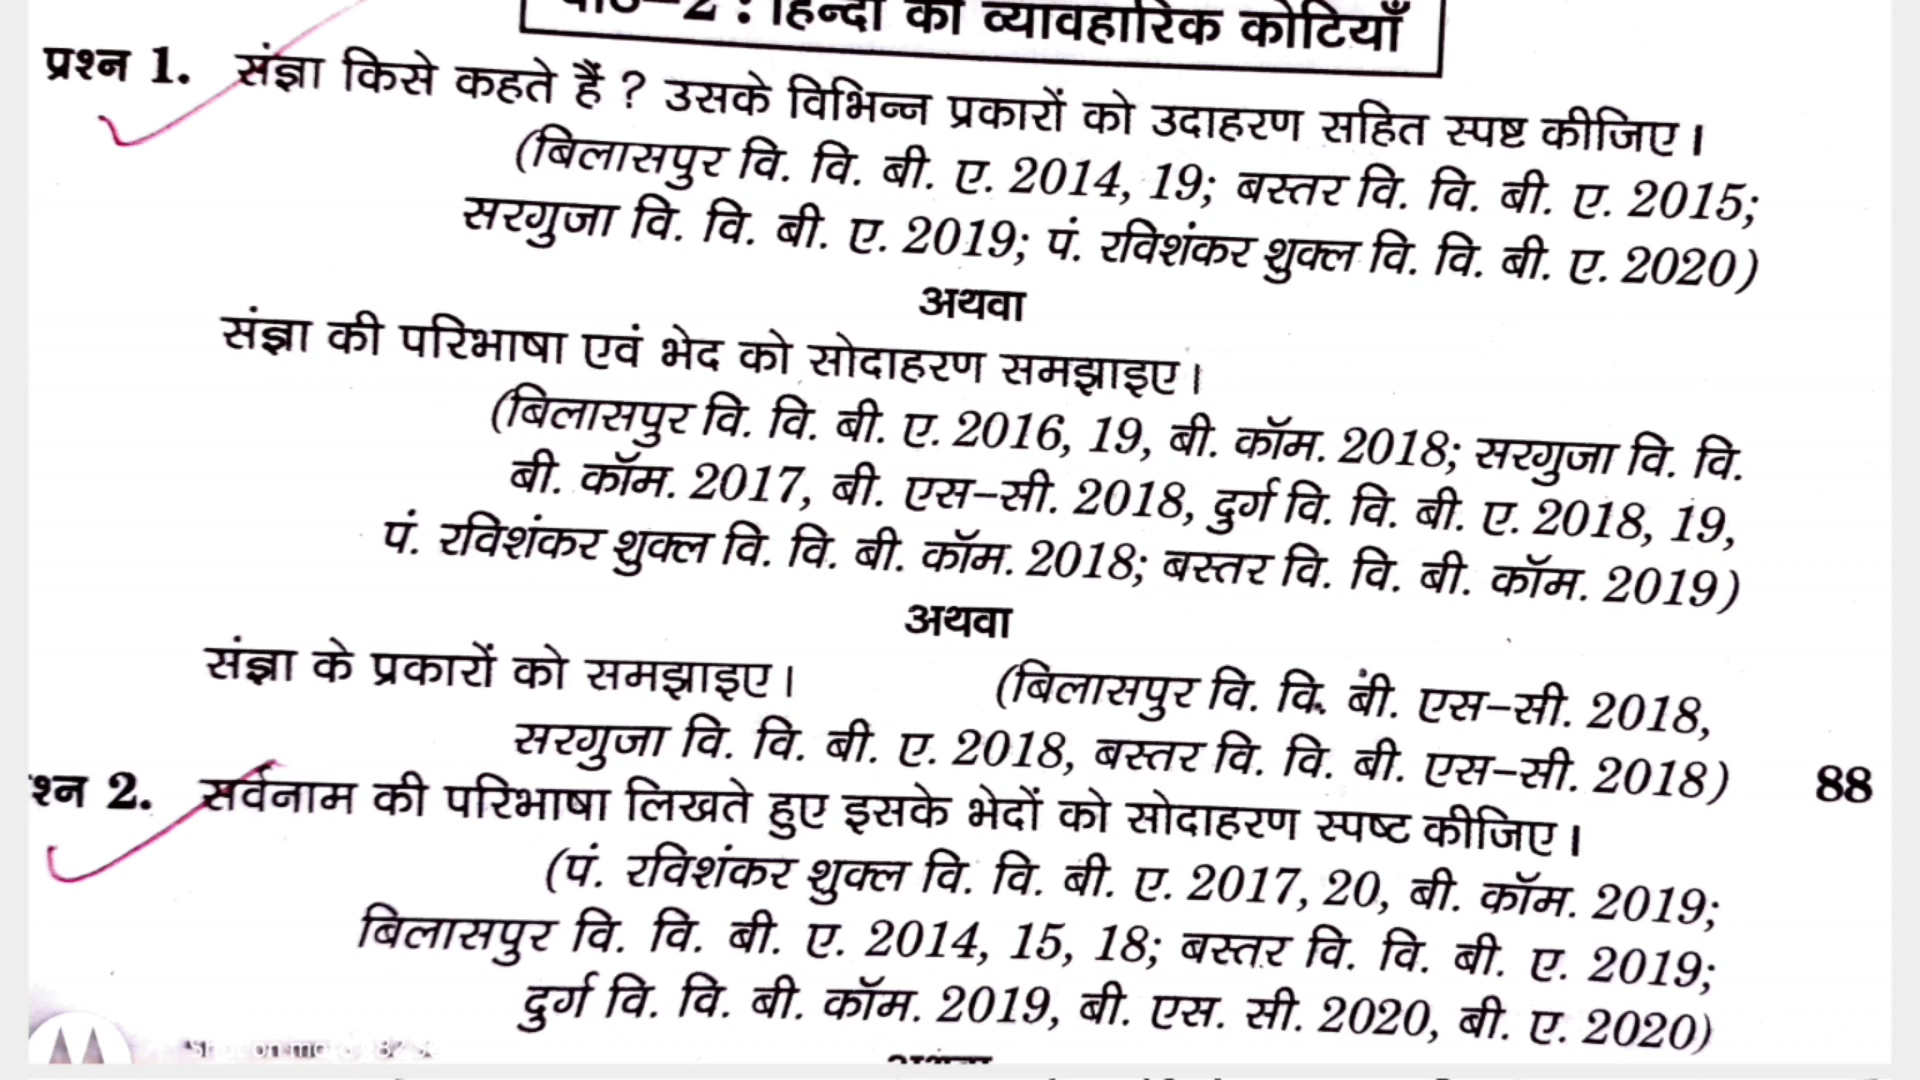 पाठ–2 : हिन्दी की व्यावहारिक कोटियाँ
प्रश्न 1. संज्ञा किसे कहते हैं ? उसके विभिन्न प्रकारों को उदाहरण सहित स्पष्ट कीजिए।
(बिलासपुर वि. वि. बी. ए. 2014, 19; बस्तर वि. वि. बी. ए. 2015;
सरगुजा वि. वि. बी. ए. 2019; पं. रविशंकर शुक्ल वि. वि. बी. ए. 2020)
अथवा
संज्ञा की परिभाषा एवं भेद को सोदाहरण समझाइए।
(बिलासपुर वि. वि. बी. ए. 2016, 19, बी. कॉम. 2018; सरगुजा वि. वि.
बी. कॉम. 2017, बी. एस–सी. 2018, दुर्ग वि. वि. बी. ए. 2018, 19,
पं. रविशंकर शुक्ल वि. वि. बी. कॉम. 2018; बस्तर वि. वि. बी. कॉम. 2019)
अथवा
संज्ञा के प्रकारों को समझाइए। (बिलासपुर वि. वि. बी. एस–सी. 2018,
सरगुजा वि. वि. बी. ए. 2018, बस्तर वि. वि. बी. एस–सी. 2018) 88
श्न 2. सर्वनाम की परिभाषा लिखते हुए इसके भेदों को सोदाहरण स्पष्ट कीजिए।
(पं. रविशंकर शुक्ल वि. वि. बी. ए. 2017, 20, बी. कॉम. 2019;
बिलासपुर वि. वि. बी. ए. 2014, 15, 18; बस्तर वि. वि. बी. ए. 2019;
दुर्ग वि. वि. बी. कॉम. 2019, बी. एस. सी. 2020, बी. ए. 2020)